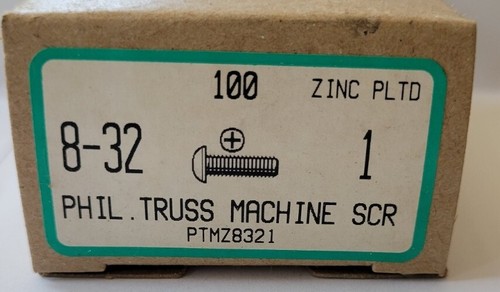 100 ZINC PLTD
8-32 1
PHIL. TRUSS MACHINE SCR
PTMZ8321